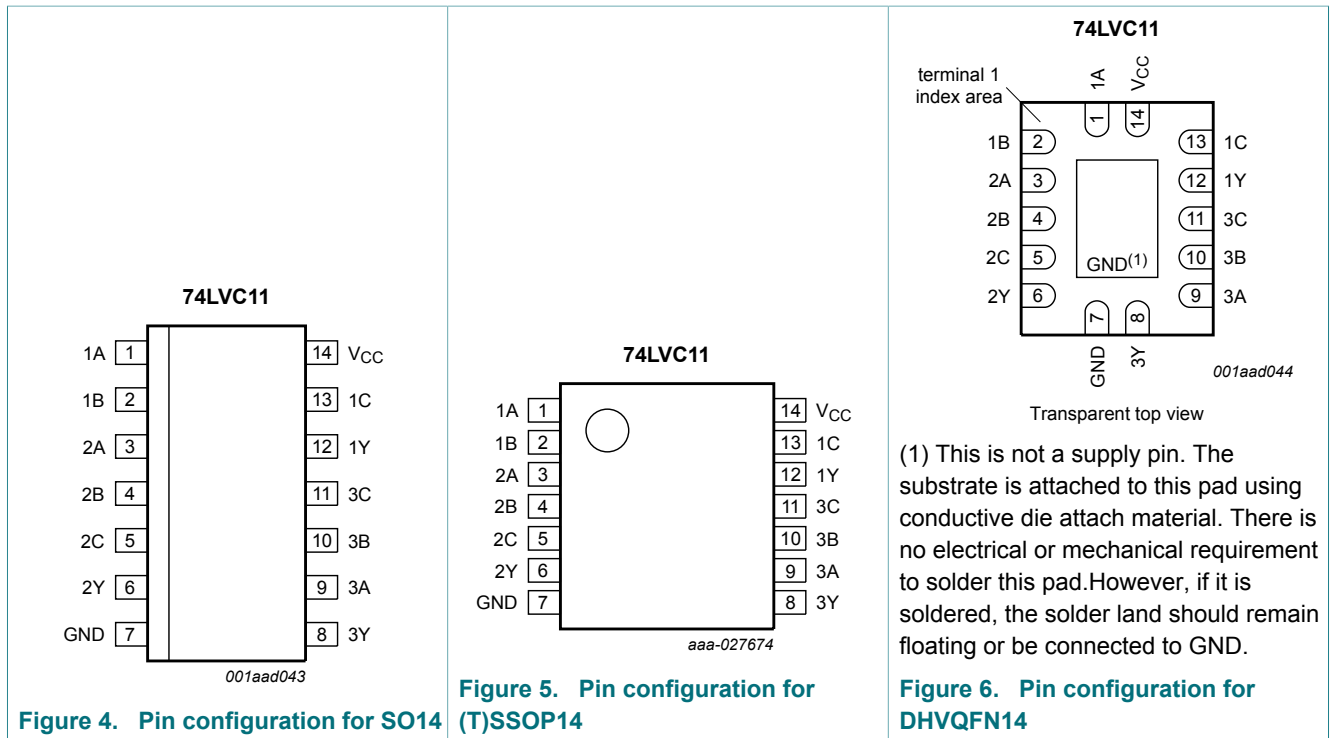 74LVC11
1A 1
14 VCC
1B 2
13 1C
2A 3
12 1Y
2B 4
11 3C
2C 5
10 3B
2Y 6
9 3A
GND 7
8 3Y
001aad043
Figure 4. Pin configuration for SO14
74LVC11
1A 1
14 VCC
1B 2
13 1C
2A 3
12 1Y
2B 4
11 3C
2C 5
10 3B
2Y 6
9 3A
GND 7
8 3Y
aaa-027674
Figure 5. Pin configuration for
(T)SSOP14
74LVC11
terminal 1
index area
1A
VCC
1
14
1B 2
13 1C
2A 3
12 1Y
2B 4
11 3C
2C 5
GND(1)
10 3B
2Y 6
9 3A
7
8
GND
3Y
001aad044
Transparent top view
(1) This is not a supply pin. The
substrate is attached to this pad using
conductive die attach material. There is
no electrical or mechanical requirement
to solder this pad.However, if it is
soldered, the solder land should remain
floating or be connected to GND.
Figure 6. Pin configuration for
DHVQFN14